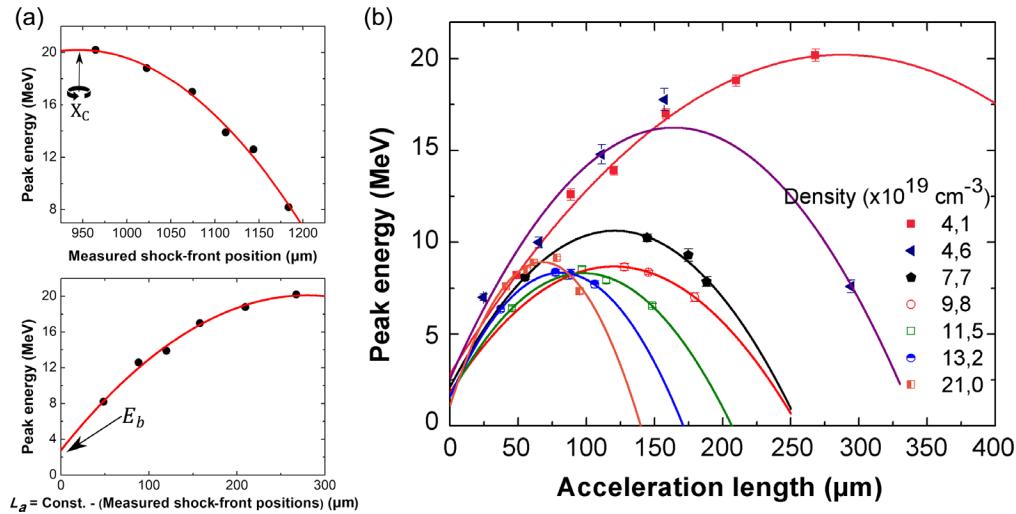 (a)
20
16
12
8
Peak energy (MeV)
X_C
950 1000 1050 1100 1150 1200
Measured shock-front position (µm)
20
16
12
8
4
0
Peak energy (MeV)
E_b
0 100 200 300
L_a = Const. - (Measured shock-front positions) (µm)
(b)
20
15
10
5
0
Peak energy (MeV)
Density (x10^19 cm^-3)
4,1
4,6
7,7
9,8
11,5
13,2
21,0
0 50 100 150 200 250 300 350 400
Acceleration length (µm)